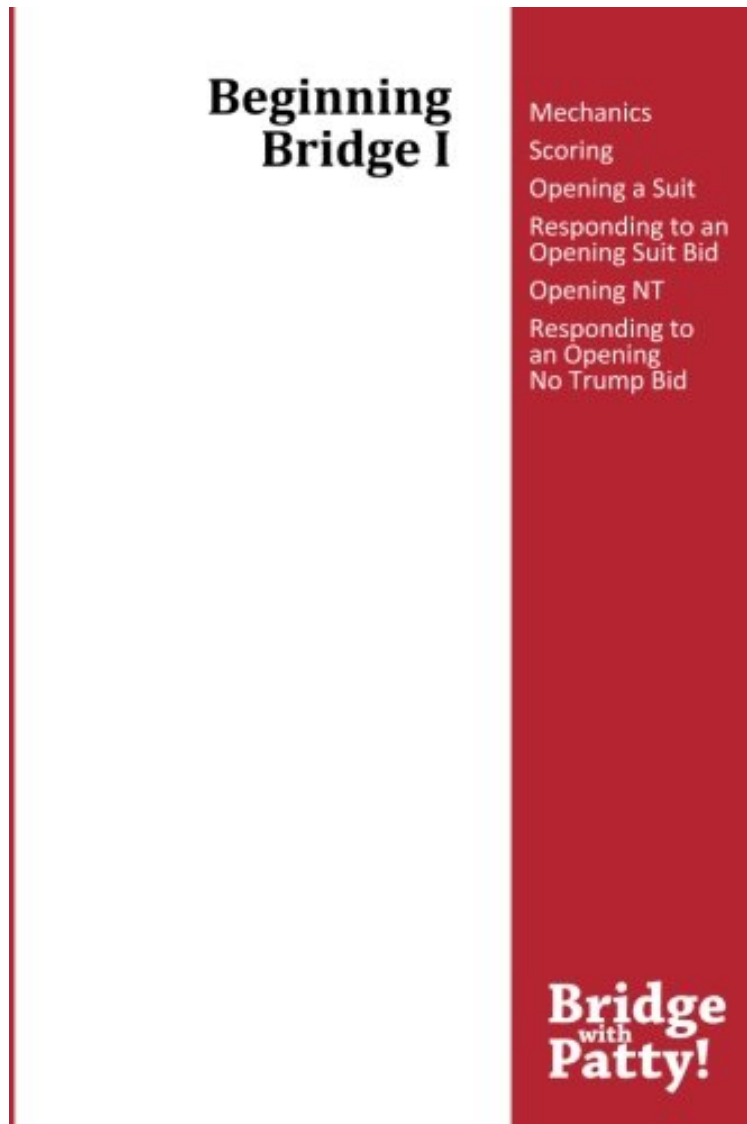 Beginning
Bridge I
Mechanics
Scoring
Opening a Suit
Responding to an
Opening Suit Bid
Opening NT
Responding to
an Opening
No Trump Bid
Bridge
with
Patty!